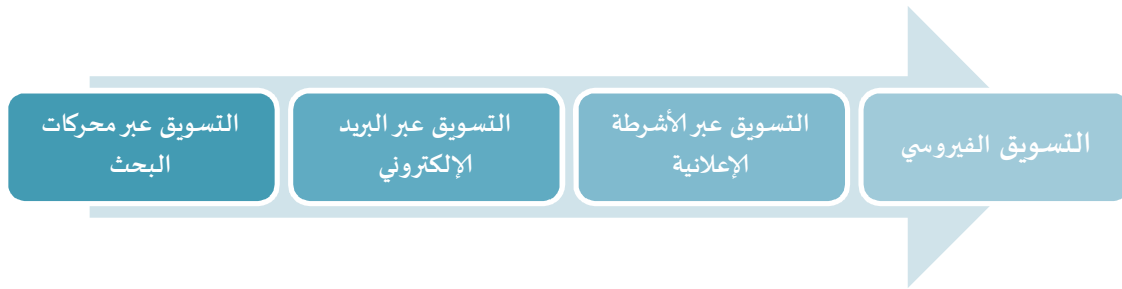 التسويق عبر محركات
البحث
التسويق عبر البريد
الإلكتروني
التسويق عبر الأشرطة
الإعلانية
التسويق الفيروسي